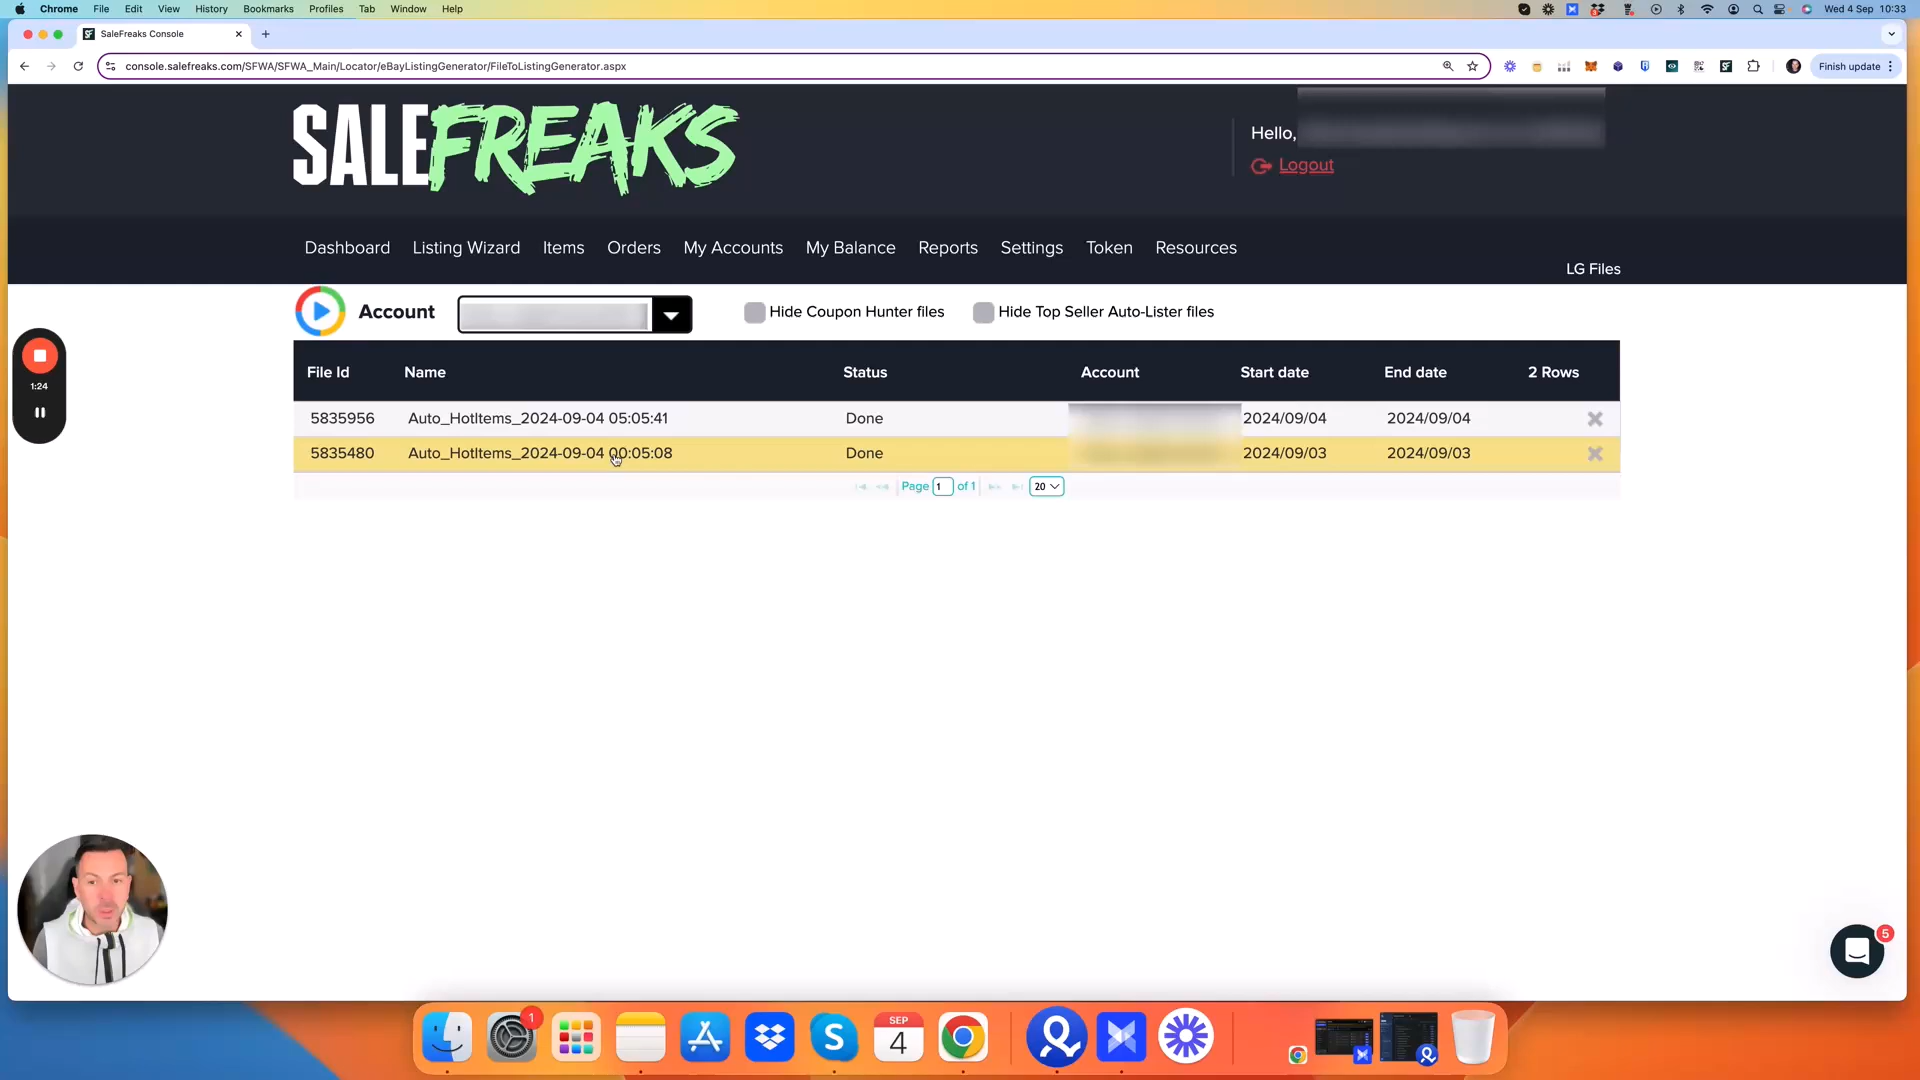 Chrome File Edit View History Bookmarks Profiles Tab Window Help
3
Wed 4 Sep 10:33
SF SaleFreaks Console
console.salefreaks.com/SFWA/SFWA_Main/Locator/eBayListingGenerator/FileToListingGenerator.aspx
Finish update
SALEFREAKS
Hello,
Logout
Dashboard Listing Wizard Items Orders My Accounts My Balance Reports Settings Token Resources
LG Files
Account
Hide Coupon Hunter files
Hide Top Seller Auto-Lister files
File Id Name Status Account Start date End date 2 Rows
5835956 Auto_HotItems_2024-09-04 05:05:41 Done 2024/09/04 2024/09/04
5835480 Auto_HotItems_2024-09-04 00:05:08 Done 2024/09/03 2024/09/03
Page 1 of 1 20
1:24
5
1
SEP
4